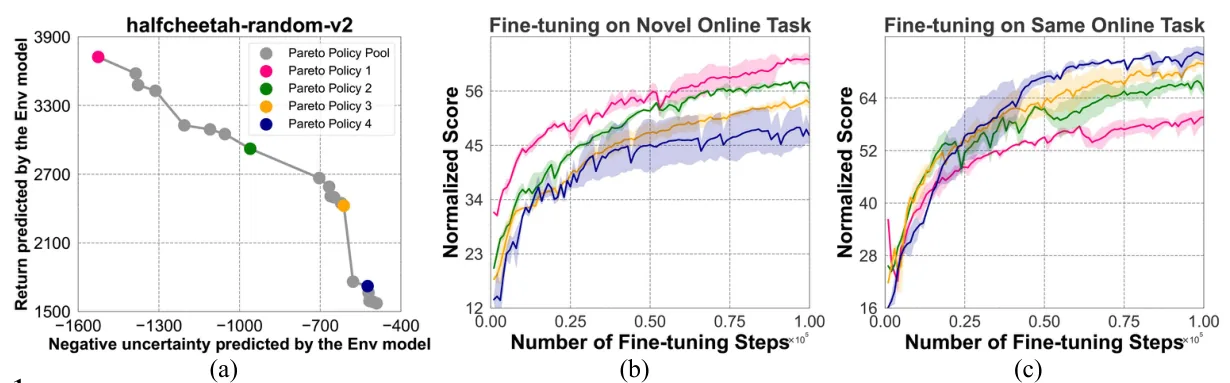 halfcheetah-random-v2
Return predicted by the Env model
3900
3300
2700
2100
1500
−1600
−1300
−1000
−700
−400
Pareto Policy Pool
Pareto Policy 1
Pareto Policy 2
Pareto Policy 3
Pareto Policy 4
Negative uncertainty predicted by the Env model
(a)
Fine-tuning on Novel Online Task
Normalized Score
56
45
34
23
12
0.00
0.25
0.50
0.75
1.00
×10⁵
Number of Fine-tuning Steps
(b)
Fine-tuning on Same Online Task
Normalized Score
64
52
40
28
16
0.00
0.25
0.50
0.75
1.00
×10⁵
Number of Fine-tuning Steps
(c)